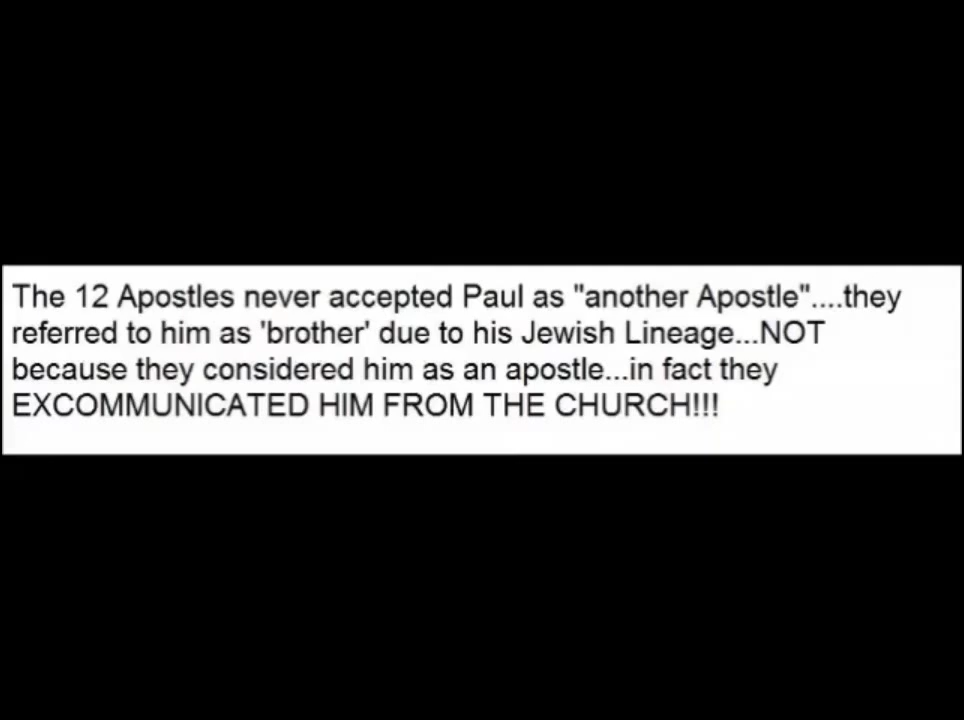 The 12 Apostles never accepted Paul as "another Apostle"....they
referred to him as 'brother' due to his Jewish Lineage...NOT
because they considered him as an apostle...in fact they
EXCOMMUNICATED HIM FROM THE CHURCH!!!